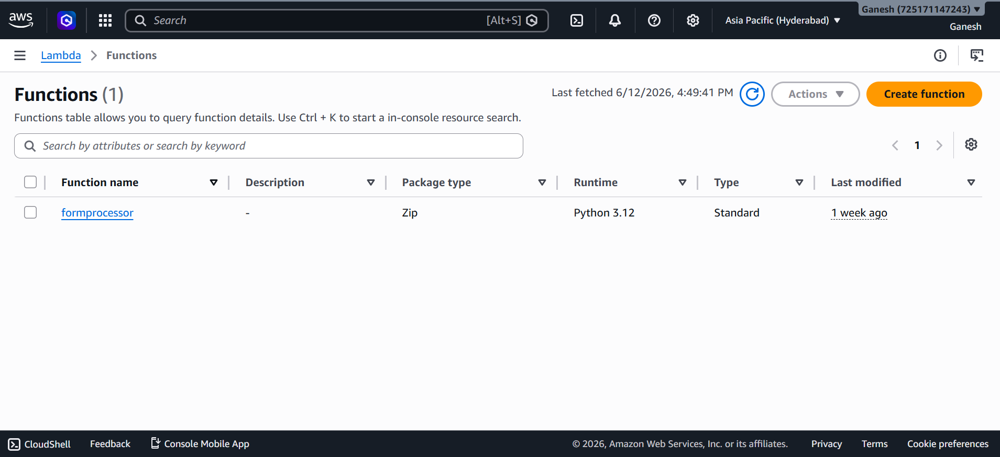 aws Search [Alt+S] Asia Pacific (Hyderabad) Ganesh (725171147243)
Ganesh
Lambda Functions
Functions (1) Last fetched 6/12/2026, 4:49:41 PM Actions Create function
Functions table allows you to query function details. Use Ctrl + K to start a in-console resource search.
Search by attributes or search by keyword 1
Function name Description Package type Runtime Type Last modified
formprocessor - Zip Python 3.12 Standard 1 week ago
CloudShell Feedback Console Mobile App © 2026, Amazon Web Services, Inc. or its affiliates. Privacy Terms Cookie preferences